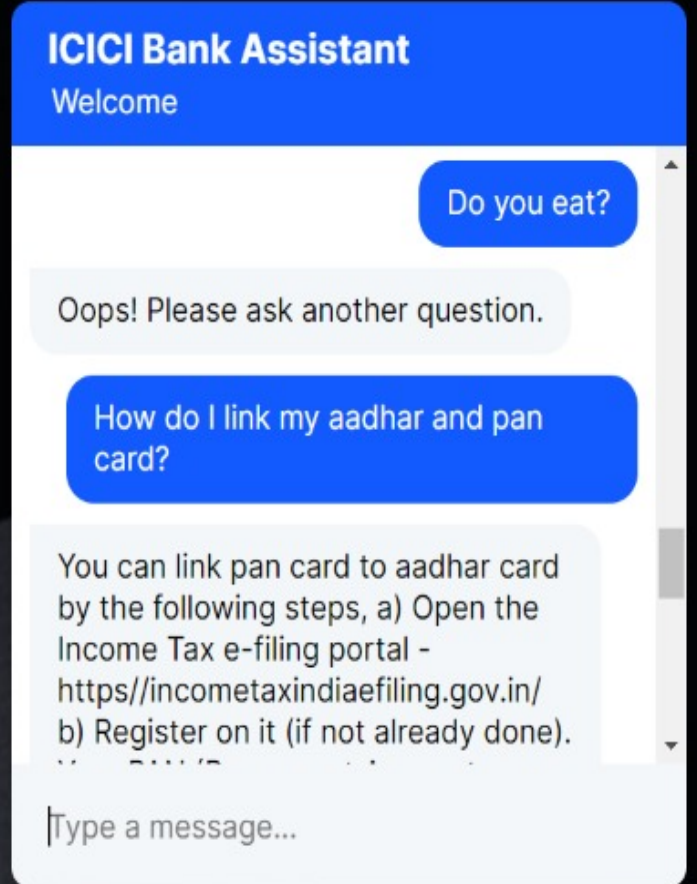 ICICI Bank Assistant
Welcome
Do you eat?
Oops! Please ask another question.
How do I link my aadhar and pan
card?
You can link pan card to aadhar card
by the following steps, a) Open the
Income Tax e-filing portal -
https//incometaxindiaefiling.gov.in/
b) Register on it (if not already done).
Type a message...